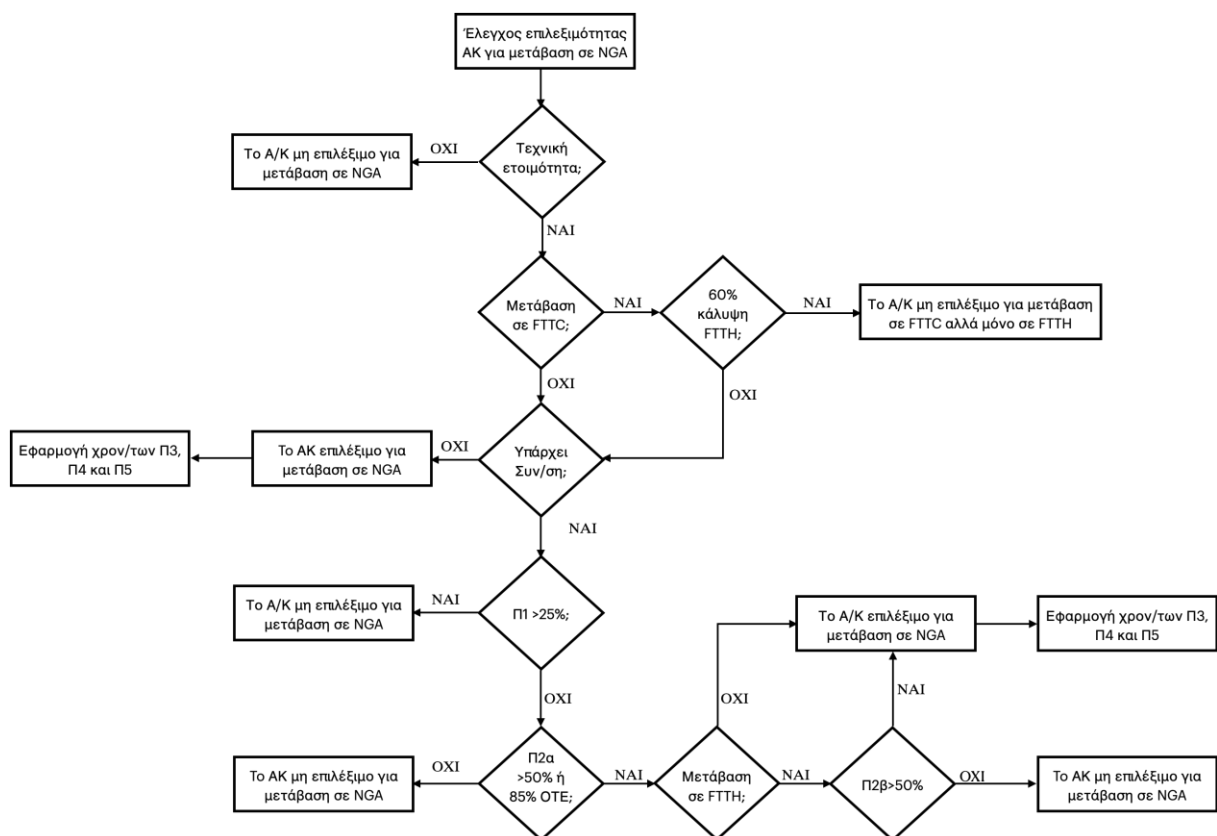 Έλεγχος επιλεξιμότητας
ΑΚ για μετάβαση σε NGA
Τεχνική
ετοιμότητα;
ΟΧΙ
Το Α/Κ μη επιλέξιμο για
μετάβαση σε NGA
ΝΑΙ
Μετάβαση
σε FTTC;
ΝΑΙ
60%
κάλυψη
FTTH;
ΝΑΙ
Το Α/Κ μη επιλέξιμο για μετάβαση
σε FTTC αλλά μόνο σε FTTH
ΟΧΙ
ΟΧΙ
Υπάρχει
Συν/ση;
ΟΧΙ
Το ΑΚ επιλέξιμο για
μετάβαση σε NGA
Εφαρμογή χρον/των Π3,
Π4 και Π5
ΝΑΙ
Π1 >25%;
ΝΑΙ
Το Α/Κ μη επιλέξιμο για
μετάβαση σε NGA
ΟΧΙ
Π2α
>50% ή
85% ΟΤΕ;
ΟΧΙ
Το ΑΚ μη επιλέξιμο για
μετάβαση σε NGA
ΝΑΙ
Μετάβαση
σε FTTH;
ΟΧΙ
Το Α/Κ επιλέξιμο για
μετάβαση σε NGA
Εφαρμογή χρον/των Π3,
Π4 και Π5
ΝΑΙ
Π2β>50%
ΝΑΙ
ΟΧΙ
Το ΑΚ μη επιλέξιμο για
μετάβαση σε NGA